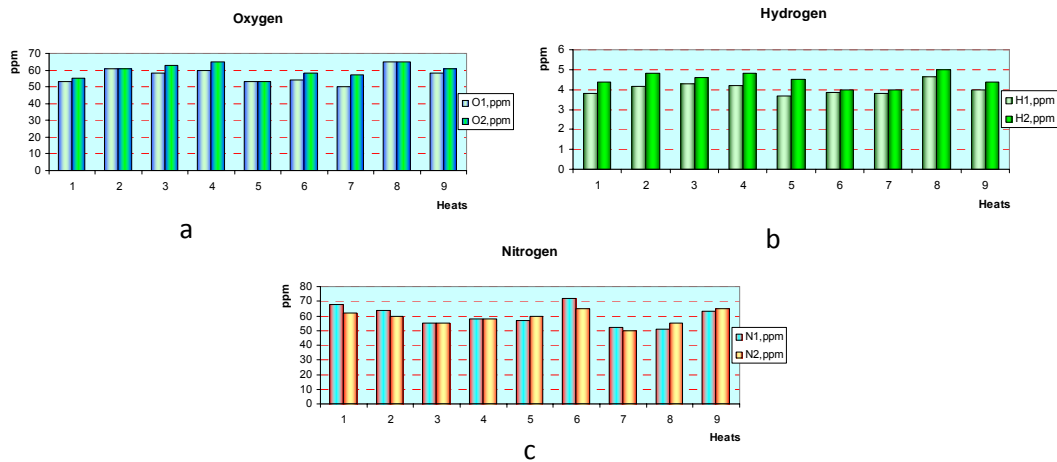 Oxygen
ppm
70
60
50
40
30
20
10
0
1 2 3 4 5 6 7 8 9
Heats
O1,ppm
O2,ppm
a
Hydrogen
ppm
6
5
4
3
2
1
0
1 2 3 4 5 6 7 8 9
Heats
H1,ppm
H2,ppm
b
Nitrogen
ppm
80
70
60
50
40
30
20
10
0
1 2 3 4 5 6 7 8 9
Heats
N1,ppm
N2,ppm
c